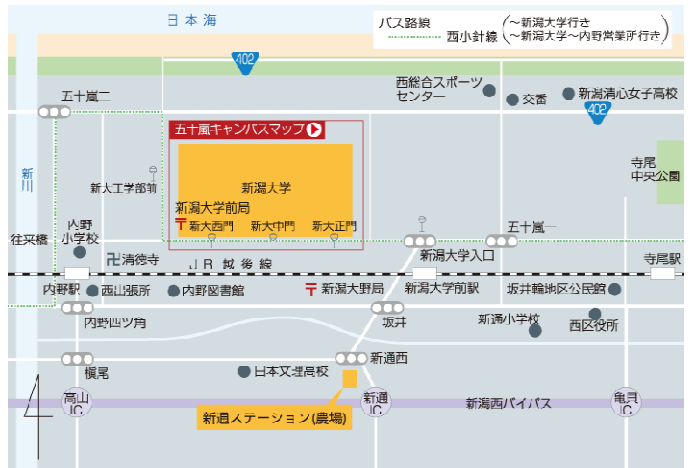 日本海
バス路線
西小針線
(〜新潟大学行き
〜新潟大学〜内野営業所行き)
402
西総合スポーツ
センター
交番
新潟清心女子高校
402
五十嵐二
五十嵐キャンパスマップ
新川
新大工学部前
新潟大学
寺尾
中央公園
新潟大学前局
新大西門
新大中門
新大正門
往来橋
内野
小学校
清徳寺
五十嵐一
新潟大学入口
JR越後線
内野駅
西出張所
内野図書館
新潟大野局
新潟大学前駅
坂井輪地区公民館
寺尾駅
内野四ツ角
坂井
新通小学校
西区役所
槇尾
日本文理高校
新通西
高山
IC
新通ステーション(農場)
新通
IC
新潟西バイパス
亀貝
IC
4